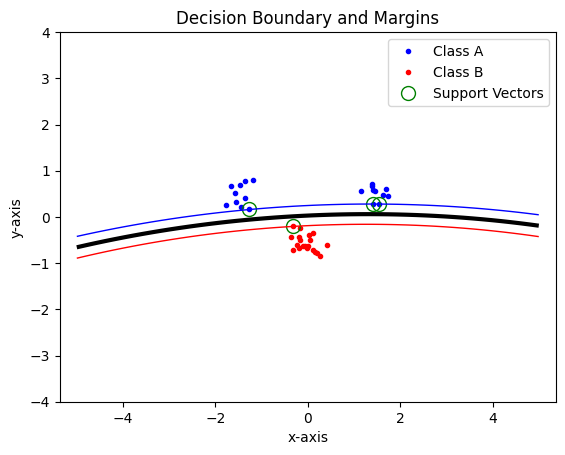 Decision Boundary and Margins
4
3
2
1
0
−1
−2
−3
−4
y-axis
Class A
Class B
Support Vectors
−4
−2
0
2
4
x-axis